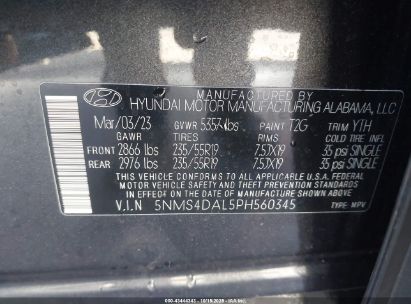 MANUFACTURED BY
HYUNDAI MOTOR MANUFACTURING ALABAMA, LLC
Mar/03/23 GVWR 5357 lbs PAINT T2G TRIM YTH
GAWR TIRES RIMS COLD TIRE INFL
FRONT 2866 lbs 235/55R19 7.5JX19 35 psi SINGLE
REAR 2976 lbs 235/55R19 7.5JX19 35 psi SINGLE
THIS VEHICLE CONFORMS TO ALL APPLICABLE U.S.A. FEDERAL
MOTOR VEHICLE SAFETY, BUMPER, AND THEFT PREVENTION STANDARDS
IN EFFECT ON THE DATE OF MANUFACTURE SHOWN ABOVE.
V.I.N 5NMS4DAL5PH560345 TYPE: MPV